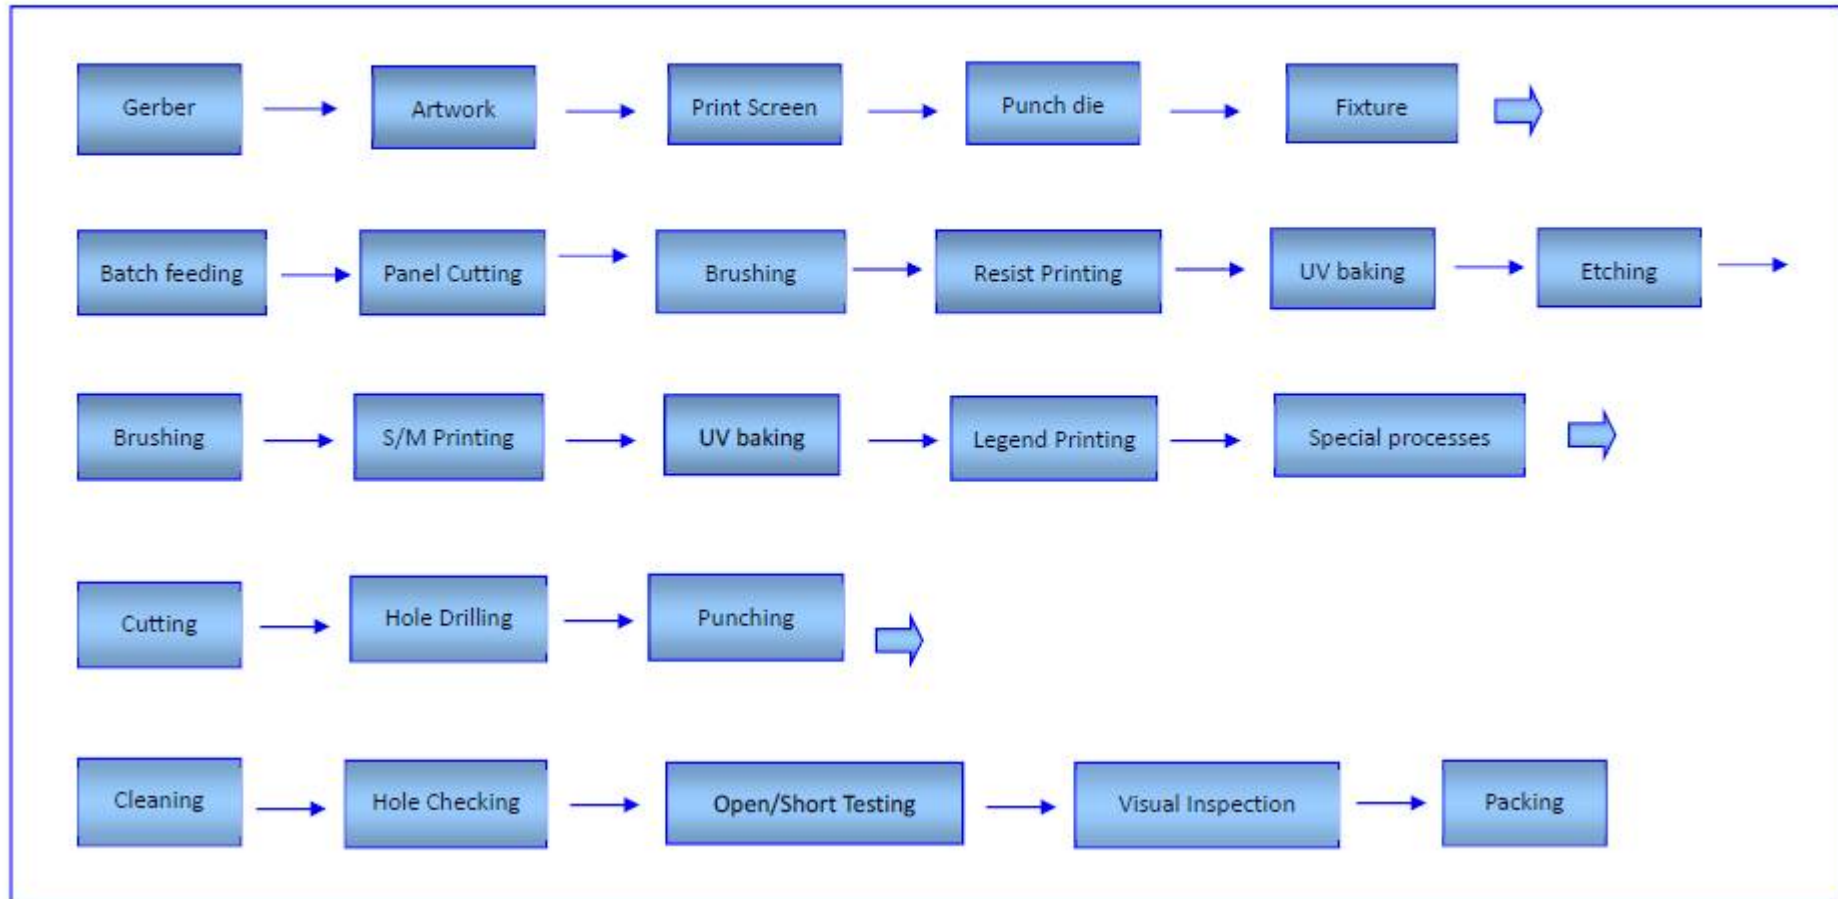 Gerber
Artwork
Print Screen
Punch die
Fixture
Batch feeding
Panel Cutting
Brushing
Resist Printing
UV baking
Etching
Brushing
S/M Printing
UV baking
Legend Printing
Special processes
Cutting
Hole Drilling
Punching
Cleaning
Hole Checking
Open/Short Testing
Visual Inspection
Packing